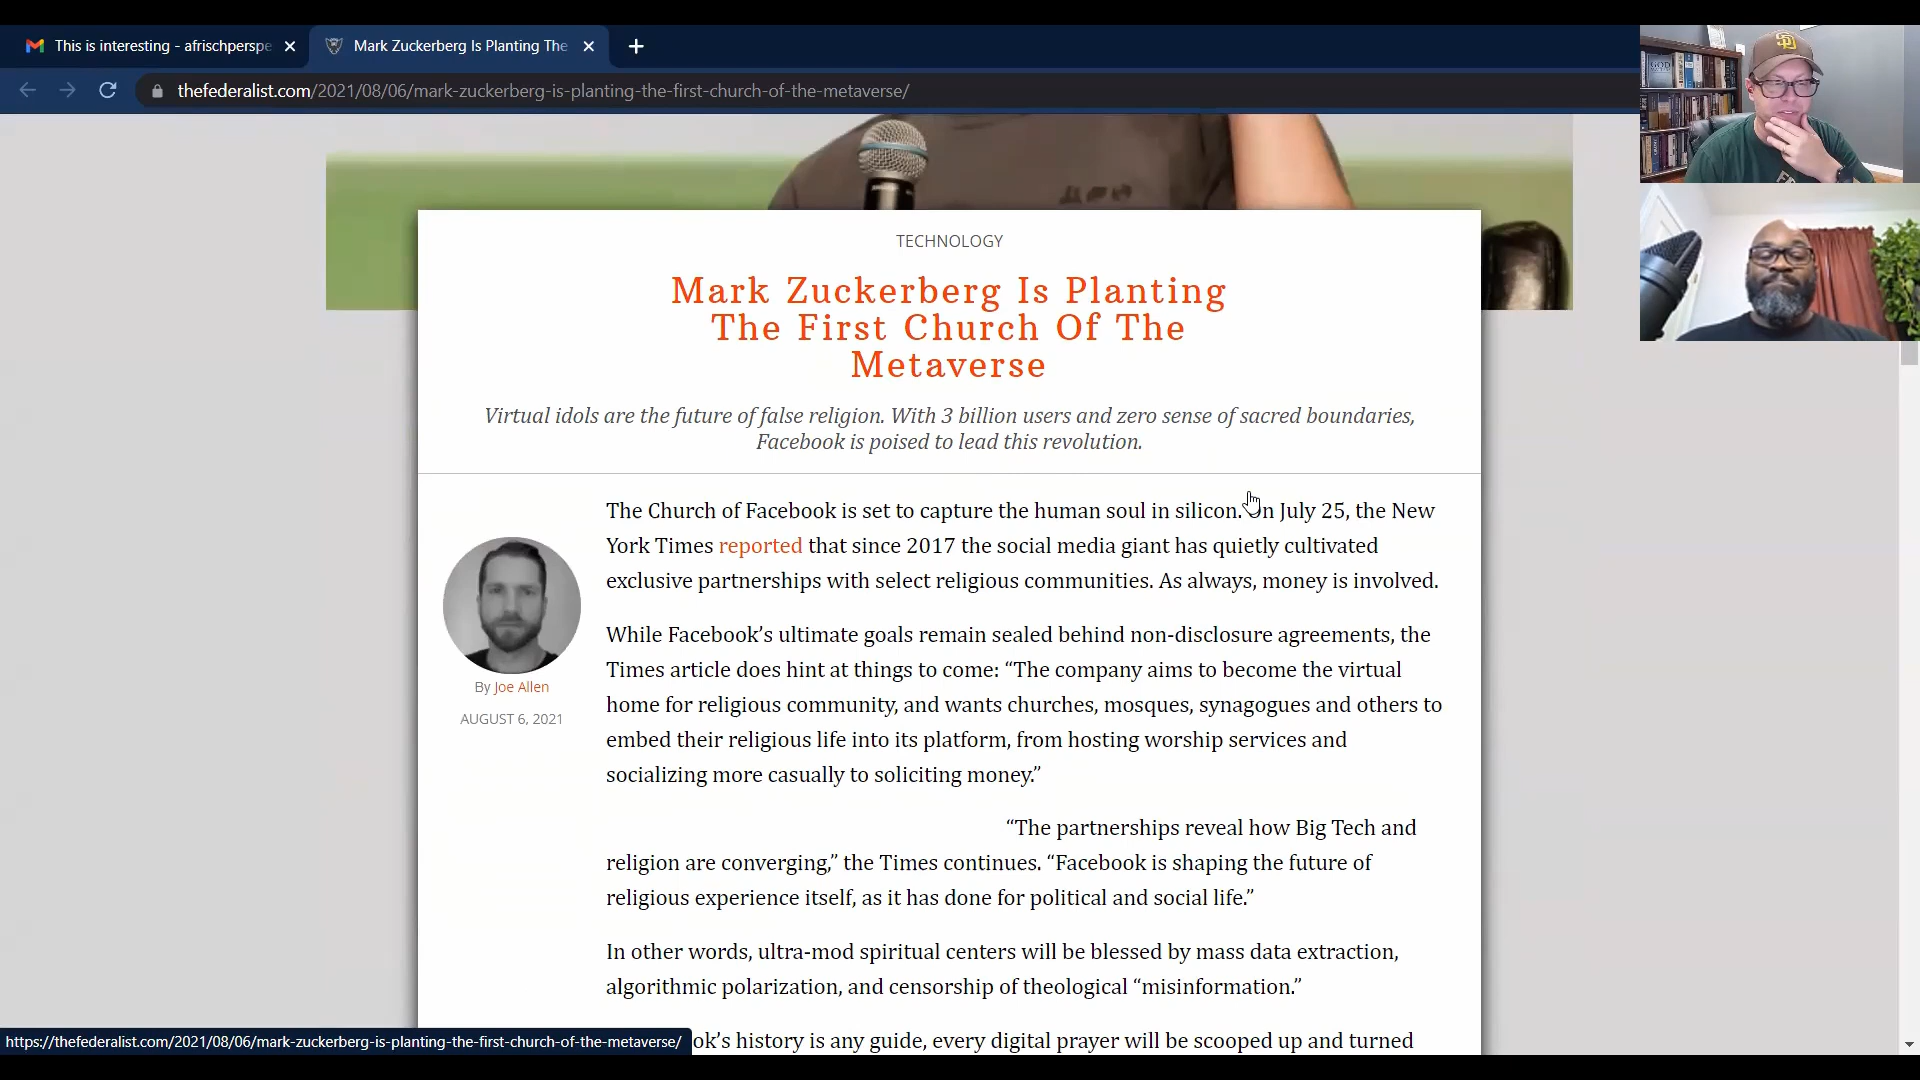 This is interesting - afrischperspe
Mark Zuckerberg Is Planting The
thefederalist.com/2021/08/06/mark-zuckerberg-is-planting-the-first-church-of-the-metaverse/
SD
GOD
TECHNOLOGY
Mark Zuckerberg Is Planting
The First Church Of The
Metaverse
Virtual idols are the future of false religion. With 3 billion users and zero sense of sacred boundaries,
Facebook is poised to lead this revolution.
The Church of Facebook is set to capture the human soul in silicon. On July 25, the New
York Times reported that since 2017 the social media giant has quietly cultivated
exclusive partnerships with select religious communities. As always, money is involved.
By Joe Allen
AUGUST 6, 2021
While Facebook’s ultimate goals remain sealed behind non-disclosure agreements, the
Times article does hint at things to come: “The company aims to become the virtual
home for religious community, and wants churches, mosques, synagogues and others to
embed their religious life into its platform, from hosting worship services and
socializing more casually to soliciting money.”
“The partnerships reveal how Big Tech and
religion are converging,” the Times continues. “Facebook is shaping the future of
religious experience itself, as it has done for political and social life.”
In other words, ultra-mod spiritual centers will be blessed by mass data extraction,
algorithmic polarization, and censorship of theological “misinformation.”
ok’s history is any guide, every digital prayer will be scooped up and turned
https://thefederalist.com/2021/08/06/mark-zuckerberg-is-planting-the-first-church-of-the-metaverse/